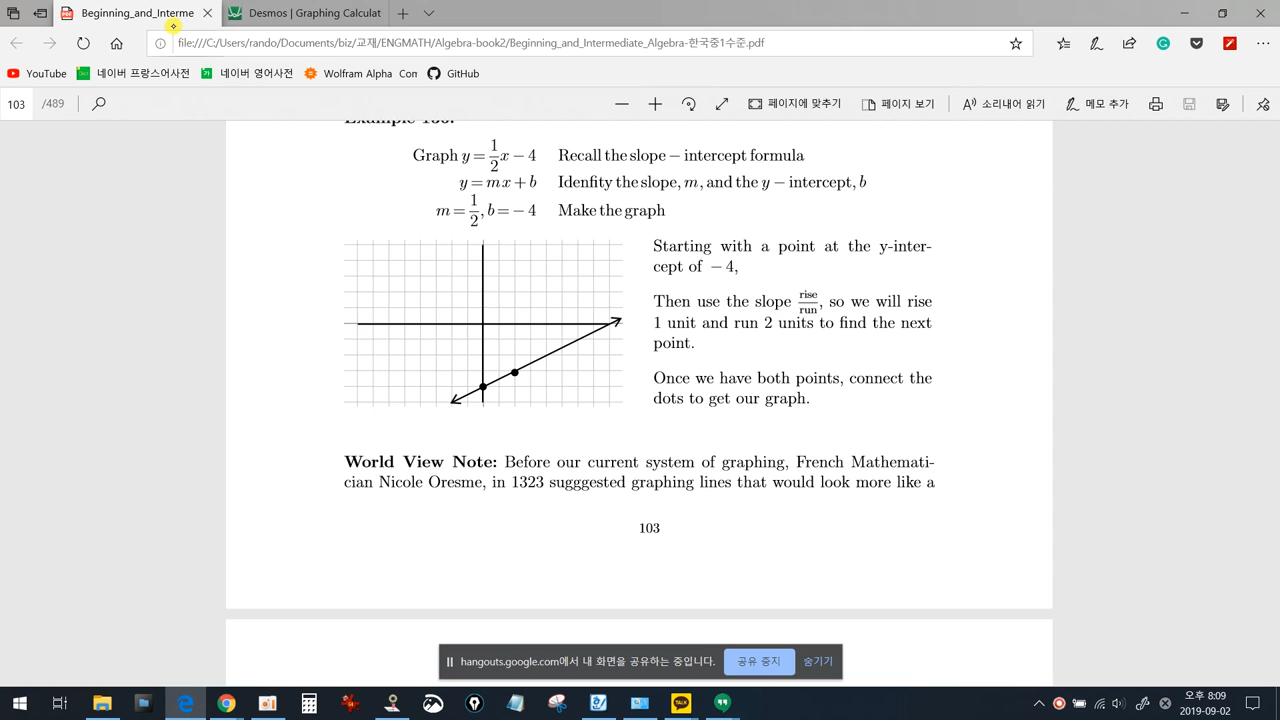 Beginning_and_Interme
Desmos | Graphing Calculat
file:///C:/Users/rando/Documents/biz/교재/ENGMATH/Algebra-book2/Beginning_and_Intermediate_Algebra-한국중1수준.pdf
YouTube
네이버 프랑스어사전
네이버 영어사전
Wolfram Alpha Con
GitHub
103 /489
페이지에 맞추기
페이지 보기
소리내어 읽기
메모 추가
Example 150.
Graph y = 1/2 x − 4 Recall the slope − intercept formula
y = mx + b Idenfity the slope, m, and the y − intercept, b
m = 1/2, b = − 4 Make the graph
Starting with a point at the y-inter-
cept of − 4,
Then use the slope rise/run, so we will rise
1 unit and run 2 units to find the next
point.
Once we have both points, connect the
dots to get our graph.
World View Note: Before our current system of graphing, French Mathemati-
cian Nicole Oresme, in 1323 sugggested graphing lines that would look more like a
103
hangouts.google.com에서 내 화면을 공유하는 중입니다.
공유 중지
숨기기
오후 8:09
2019-09-02